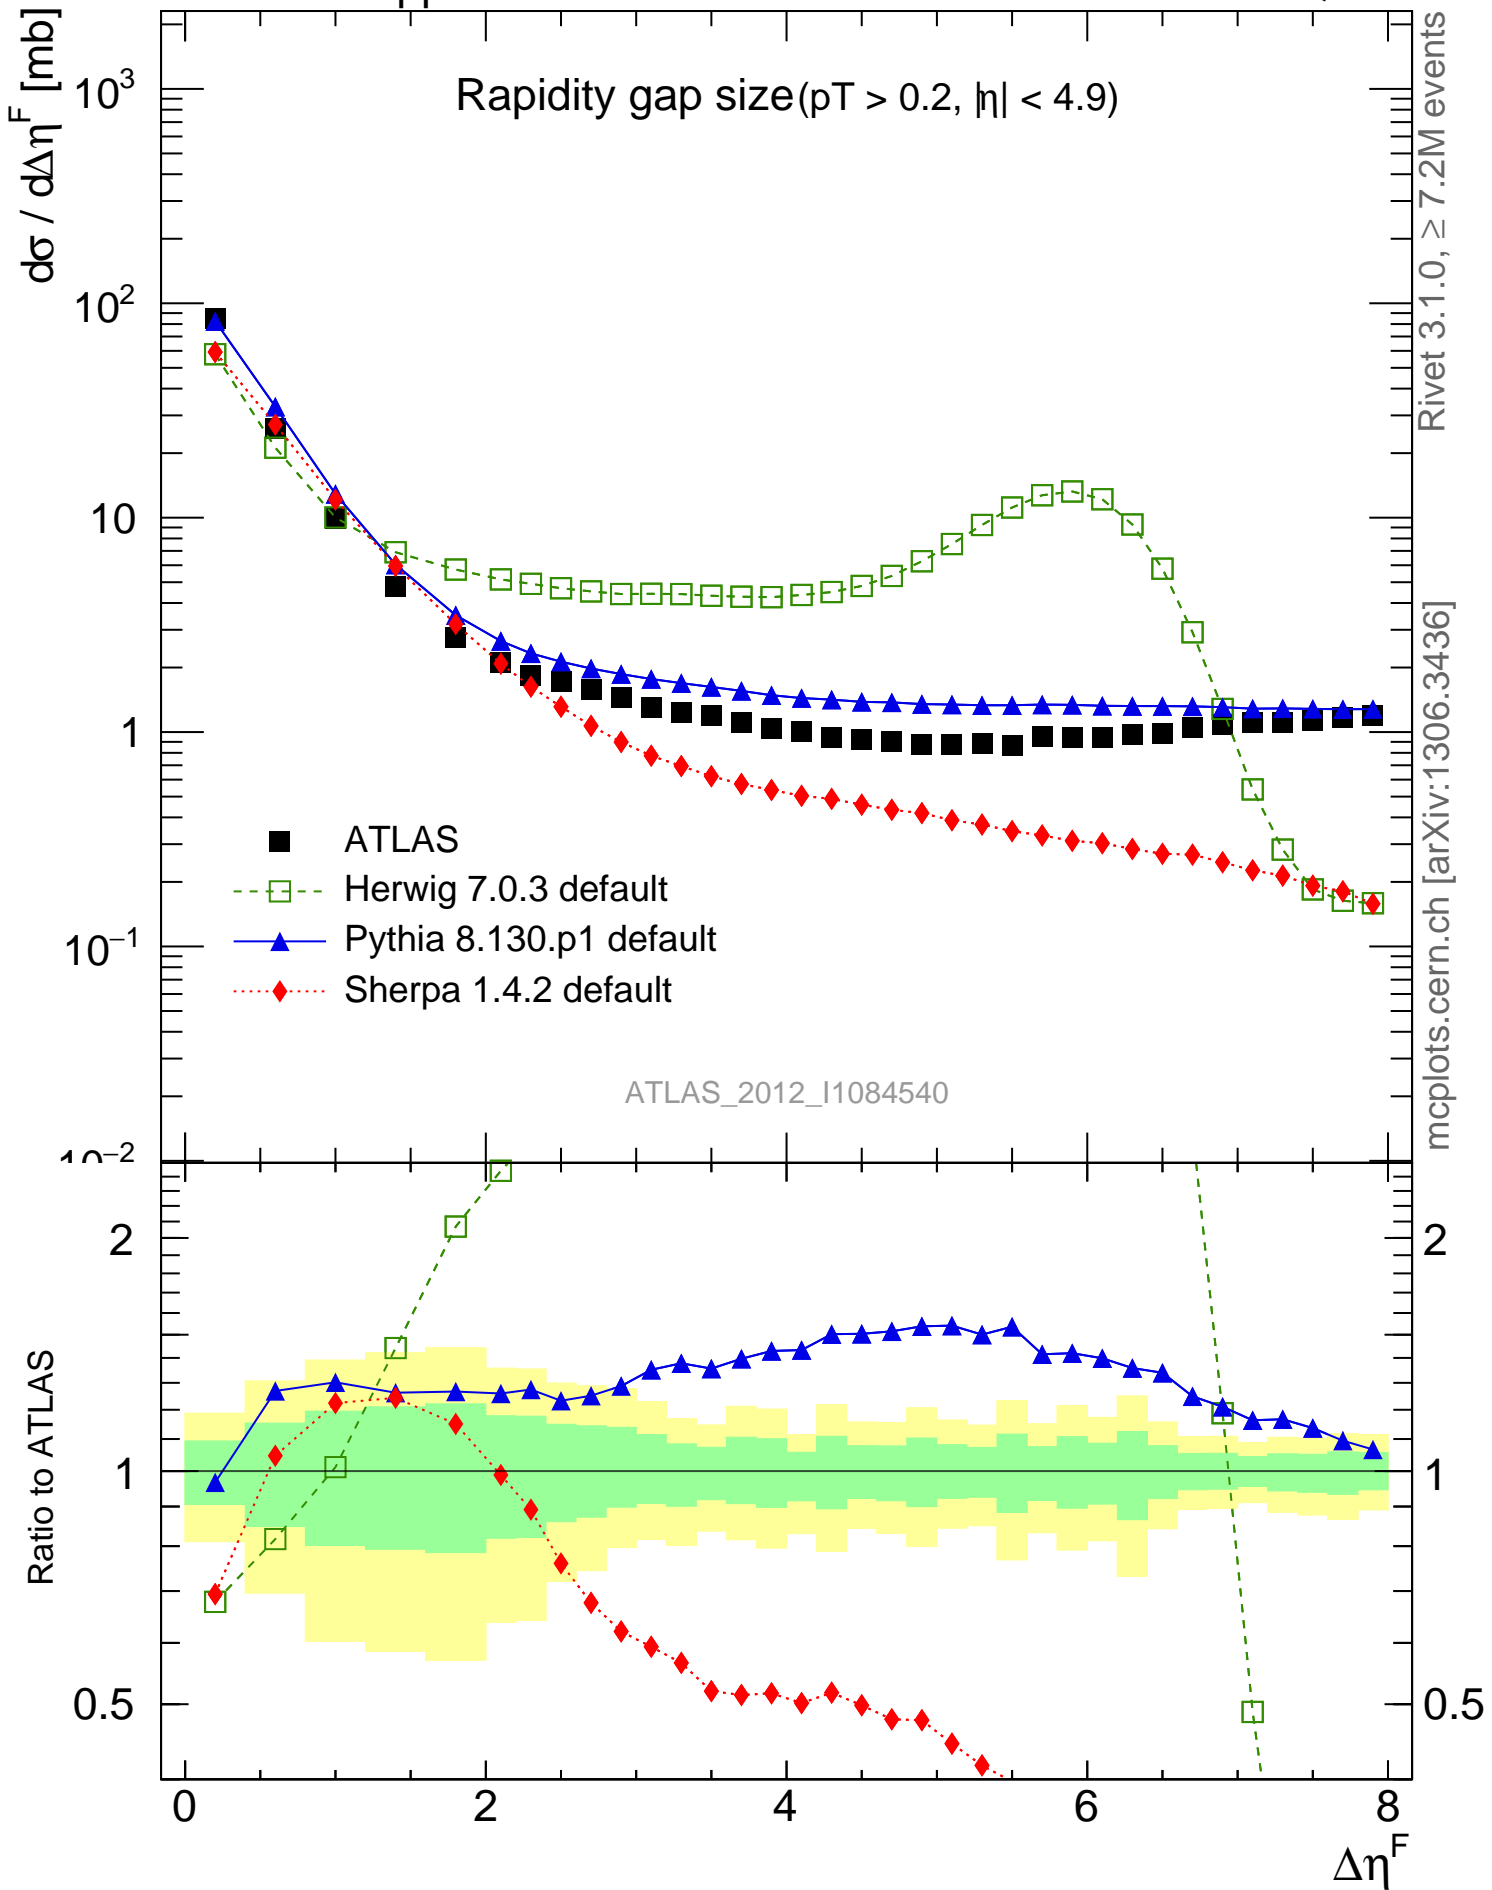 dσ / dΔη^F [mb]
Rapidity gap size (pT > 0.2, |η| < 4.9)
10^3
10^2
10
1
10^−1
10^−2
ATLAS
Herwig 7.0.3 default
Pythia 8.130.p1 default
Sherpa 1.4.2 default
ATLAS_2012_I1084540
Rivet 3.1.0, ≥ 7.2M events
mcplots.cern.ch [arXiv:1306.3436]
Ratio to ATLAS
2
1
0.5
2
1
0.5
0 2 4 6 8
Δη^F